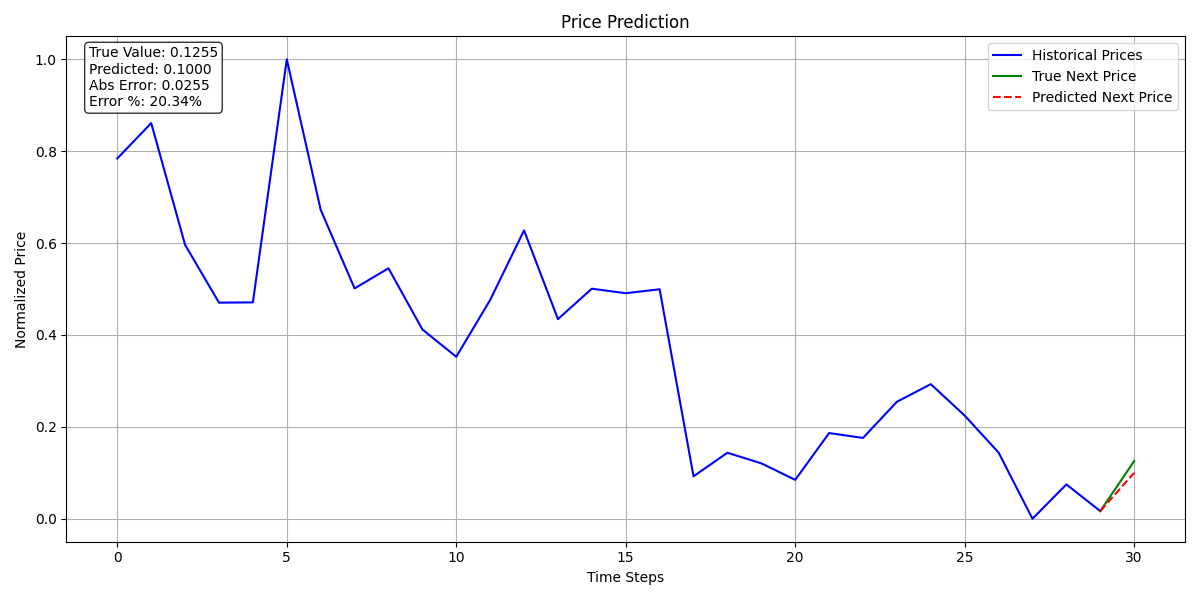 Price Prediction
True Value: 0.1255
Predicted: 0.1000
Abs Error: 0.0255
Error %: 20.34%
Historical Prices
True Next Price
Predicted Next Price
Normalized Price
1.0
0.8
0.6
0.4
0.2
0.0
0 5 10 15 20 25 30
Time Steps